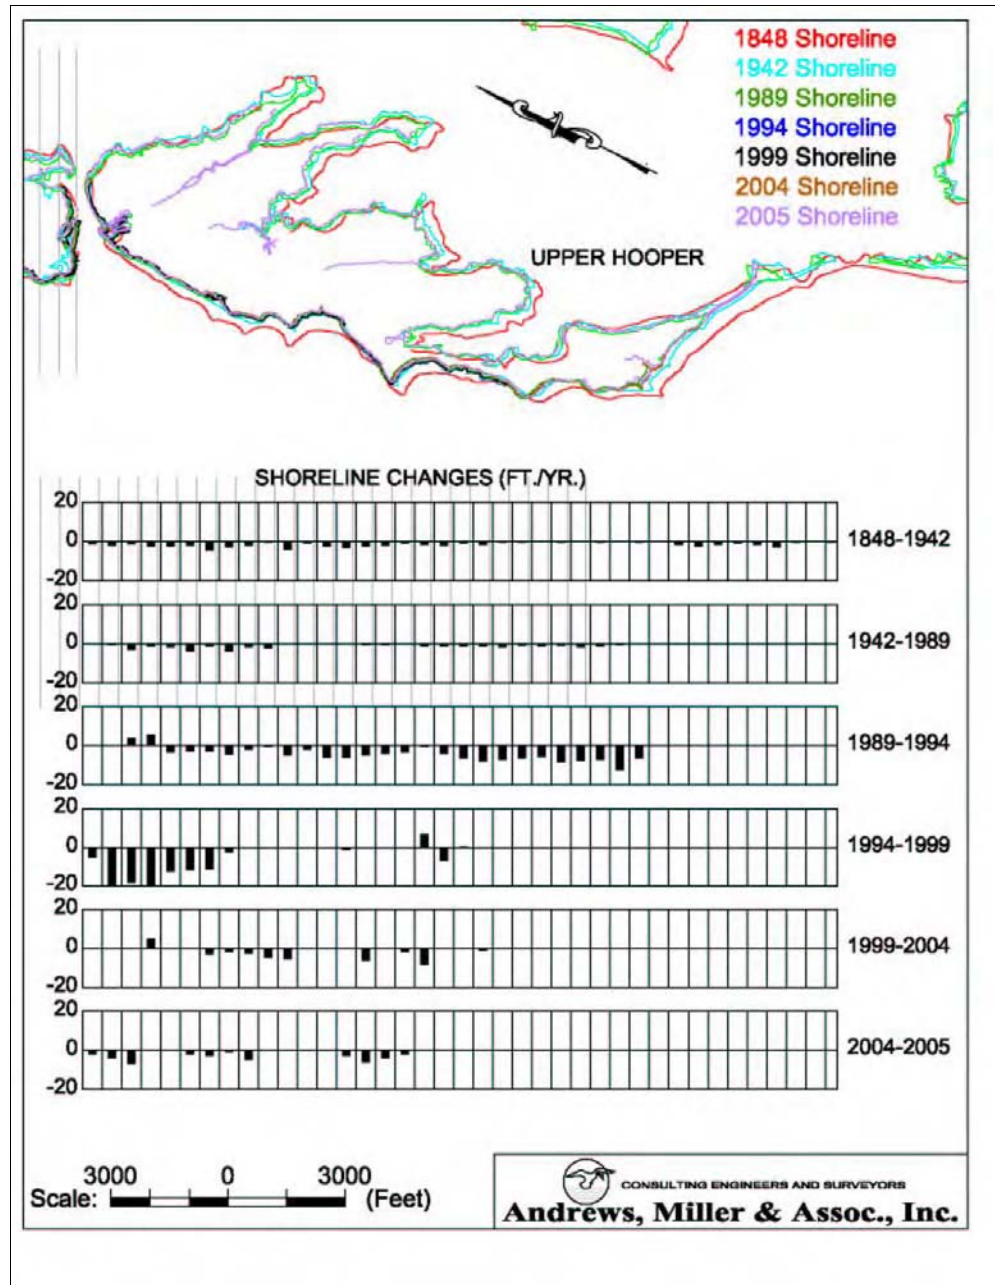 1848 Shoreline
1942 Shoreline
1989 Shoreline
1994 Shoreline
1999 Shoreline
2004 Shoreline
2005 Shoreline
UPPER HOOPER
SHORELINE CHANGES (FT./YR.)
20
0
-20
1848-1942
20
0
-20
1942-1989
20
0
-20
1989-1994
20
0
-20
1994-1999
20
0
-20
1999-2004
20
0
-20
2004-2005
3000 0 3000
Scale: (Feet)
CONSULTING ENGINEERS AND SURVEYORS
Andrews, Miller & Assoc., Inc.